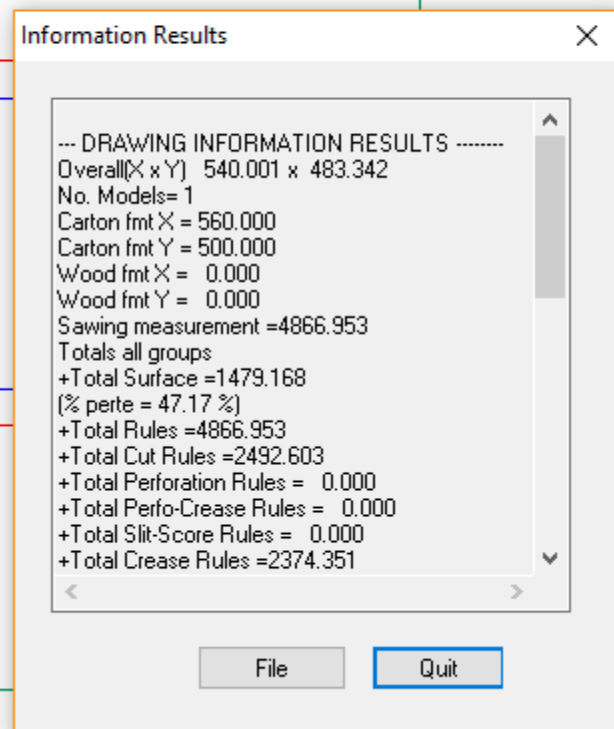 Information Results
--- DRAWING INFORMATION RESULTS --------
Overall(X x Y)   540.001 x  483.342
No. Models= 1
Carton fmt X = 560.000
Carton fmt Y = 500.000
Wood fmt X =   0.000
Wood fmt Y =   0.000
Sawing measurement =4866.953
Totals all groups
+Total Surface =1479.168
(% perte = 47.17 %)
+Total Rules =4866.953
+Total Cut Rules =2492.603
+Total Perforation Rules =   0.000
+Total Perfo-Crease Rules =   0.000
+Total Slit-Score Rules =   0.000
+Total Crease Rules =2374.351
File
Quit